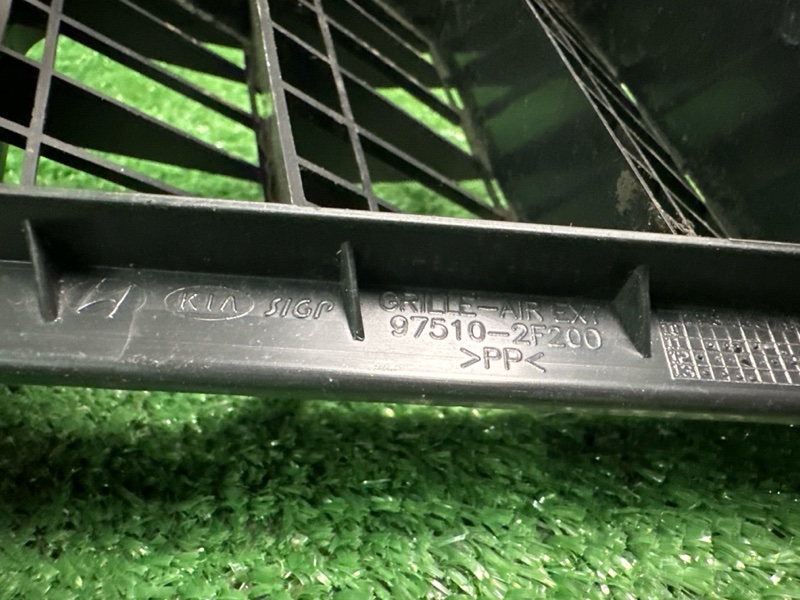 KIA SIGP
GRILLE-AIR EXT
97510-2F200
>PP<